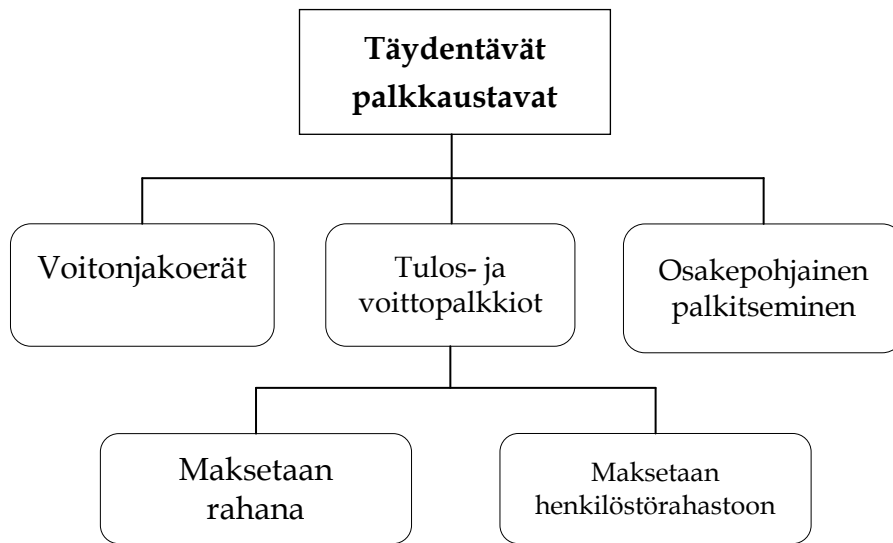 Täydentävät
palkkaustavat
Voitonjakoerät
Tulos- ja
voittopalkkiot
Osakepohjainen
palkitseminen
Maksetaan
rahana
Maksetaan
henkilöstörahastoon